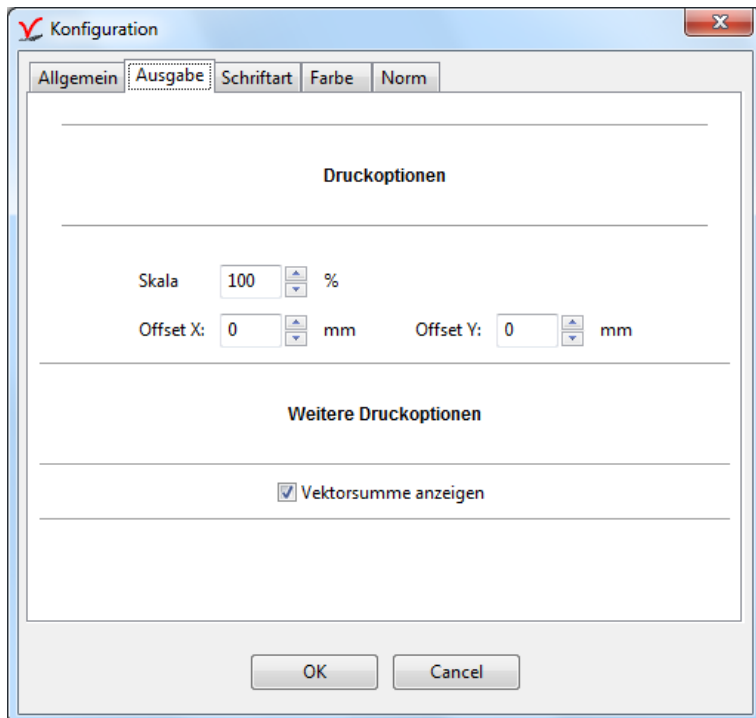 Konfiguration
Allgemein Ausgabe Schriftart Farbe Norm
Druckoptionen
Skala 100 %
Offset X: 0 mm Offset Y: 0 mm
Weitere Druckoptionen
Vektorsumme anzeigen
OK Cancel